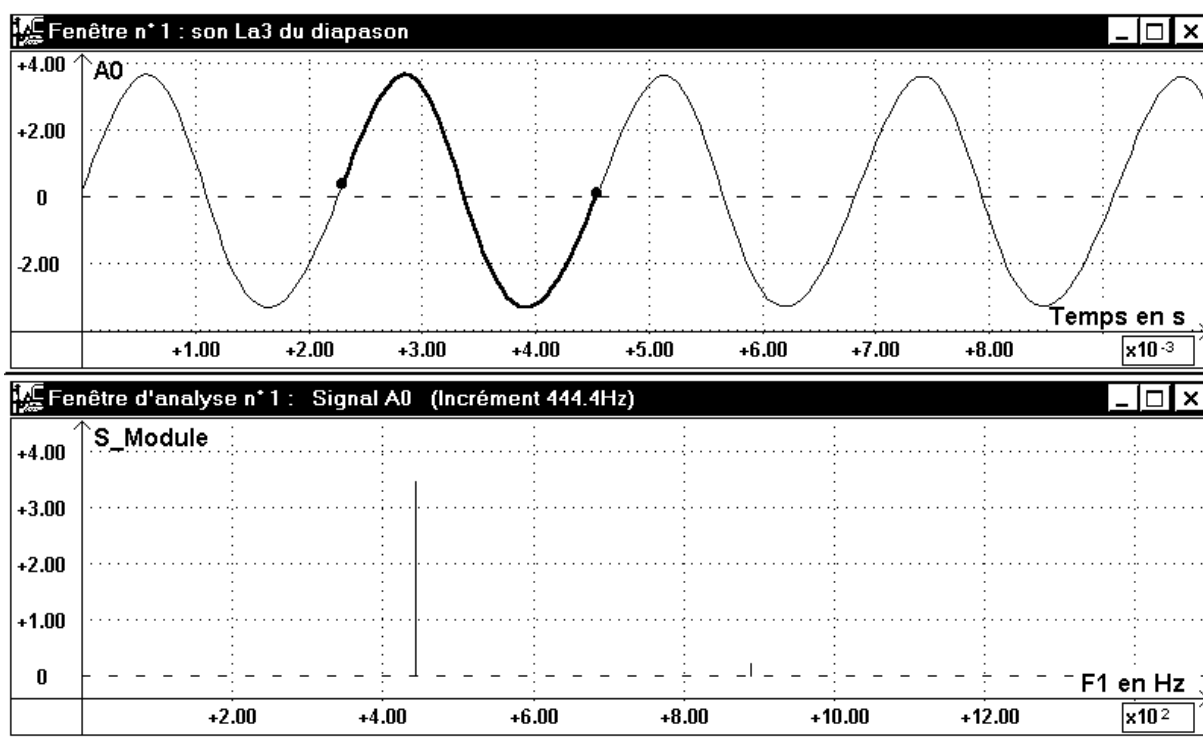 Fenêtre n°1 : son La3 du diapason
+4.00
A0
+2.00
0
-2.00
Temps en s
+1.00 +2.00 +3.00 +4.00 +5.00 +6.00 +7.00 +8.00 x10-3
Fenêtre d'analyse n°1 : Signal A0 (Incrément 444.4Hz)
S_Module
+4.00
+3.00
+2.00
+1.00
0
F1 en Hz
+2.00 +4.00 +6.00 +8.00 +10.00 +12.00 x10 2